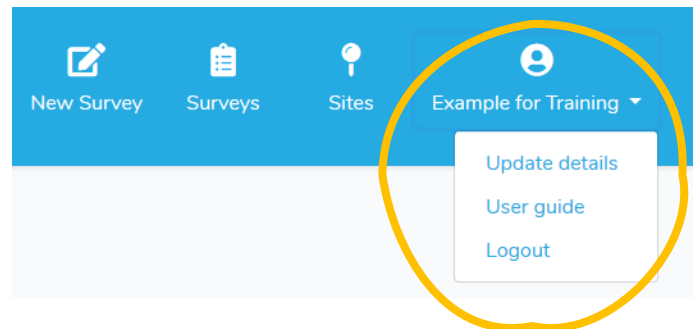 New Survey
Surveys
Sites
Example for Training
Update details
User guide
Logout